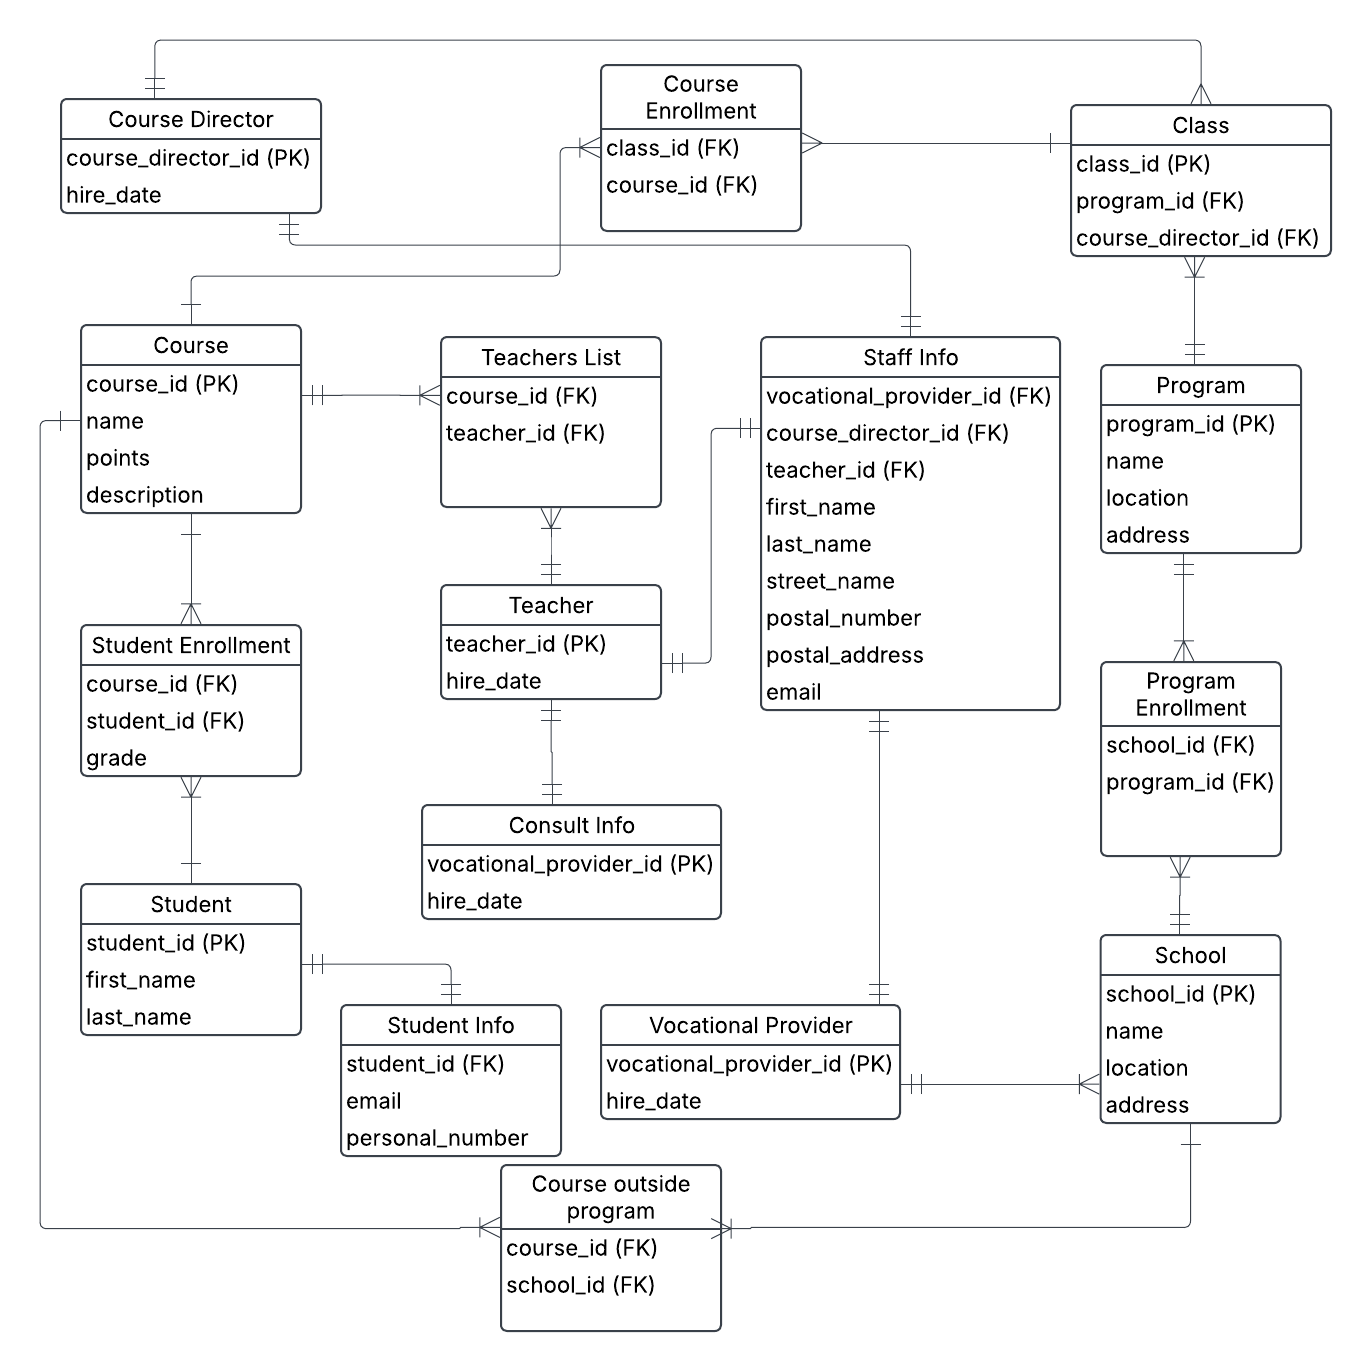 Course Director
course_director_id (PK)
hire_date
Course
Enrollment
class_id (FK)
course_id (FK)
Class
class_id (PK)
program_id (FK)
course_director_id (FK)
Course
course_id (PK)
name
points
description
Teachers List
course_id (FK)
teacher_id (FK)
Staff Info
vocational_provider_id (FK)
course_director_id (FK)
teacher_id (FK)
first_name
last_name
street_name
postal_number
postal_address
email
Program
program_id (PK)
name
location
address
Student Enrollment
course_id (FK)
student_id (FK)
grade
Teacher
teacher_id (PK)
hire_date
Program
Enrollment
school_id (FK)
program_id (FK)
Consult Info
vocational_provider_id (PK)
hire_date
Student
student_id (PK)
first_name
last_name
Student Info
student_id (FK)
email
personal_number
Vocational Provider
vocational_provider_id (PK)
hire_date
School
school_id (PK)
name
location
address
Course outside
program
course_id (FK)
school_id (FK)